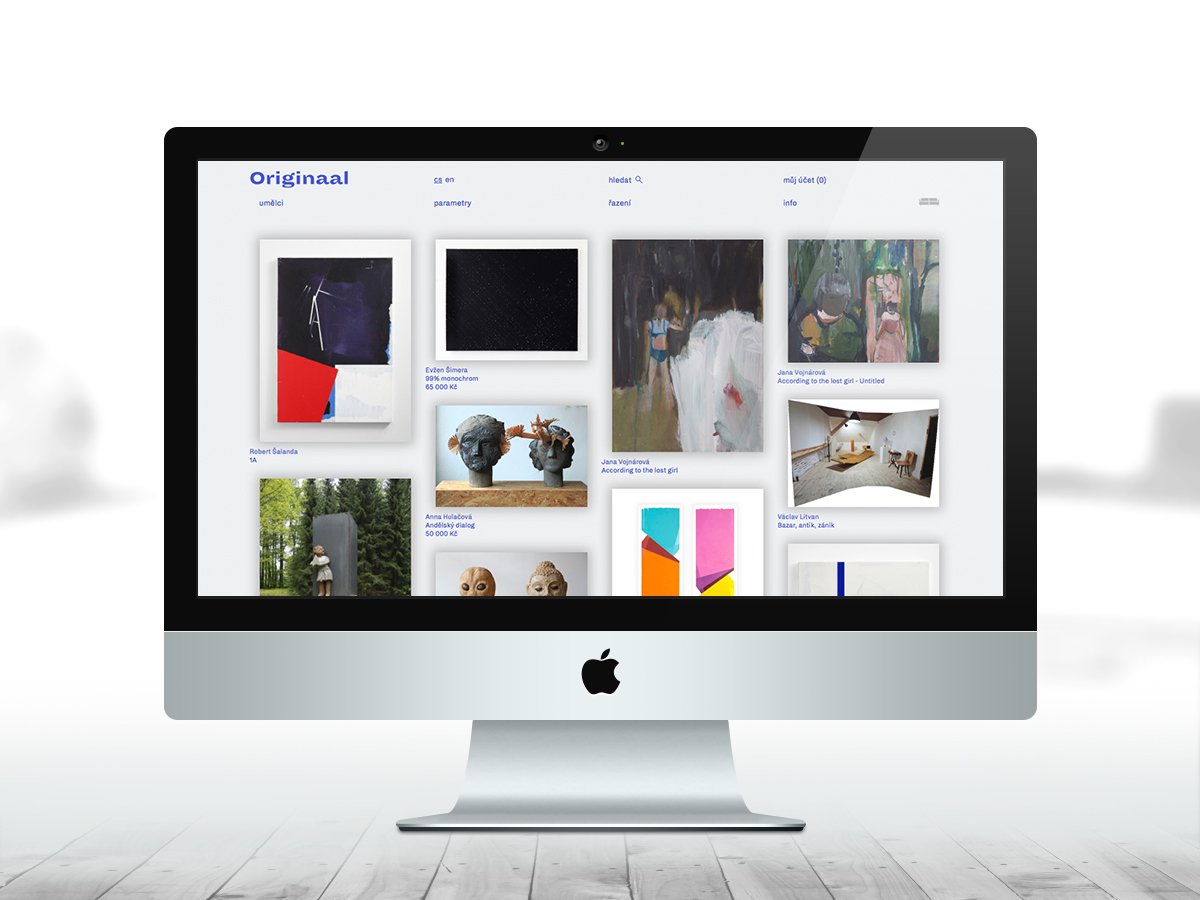 Originaal
cs en
hledat
můj účet (0)
umělci
parametry
řazení
info
Robert Šalanda
1A
Evžen Šimera
99% monochrom
65 000 Kč
Anna Hulačová
Andělský dialog
50 000 Kč
Jana Vojnárová
According to the lost girl
Jana Vojnárová
According to the lost girl - Untitled
Václav Litvan
Bazar, antik, zánik